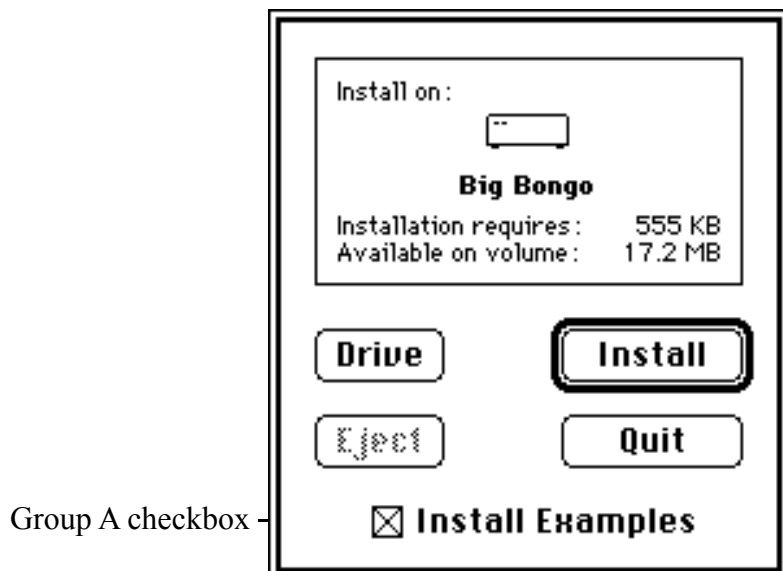 Install on:
Big Bongo
Installation requires: 555 KB
Available on volume: 17.2 MB
Drive Install
Eject Quit
Group A checkbox Install Examples